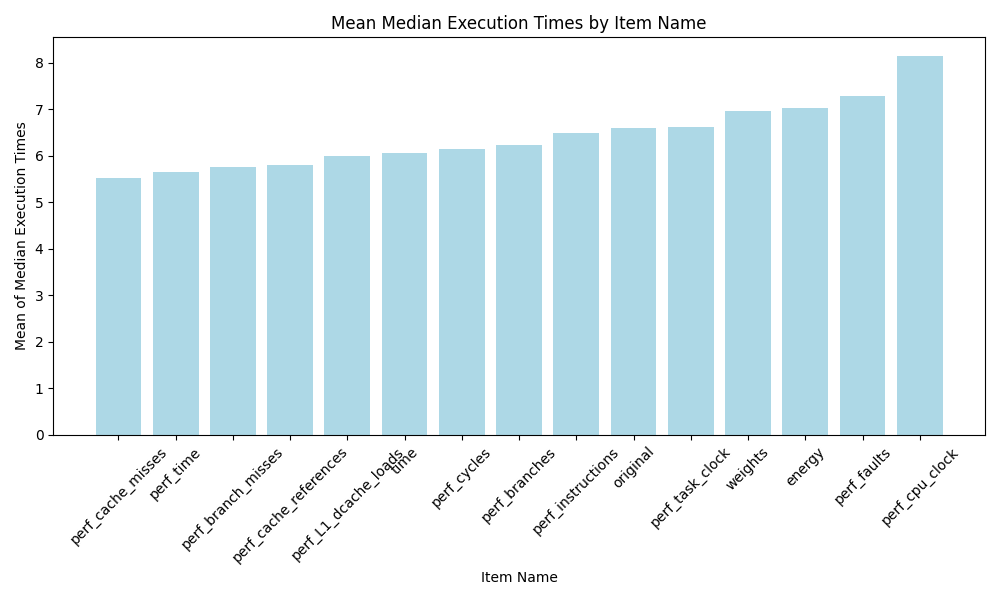 Mean Median Execution Times by Item Name
Mean of Median Execution Times
8
7
6
5
4
3
2
1
0
perf_cache_misses
perf_time
perf_branch_misses
perf_cache_references
perf_L1_dcache_loads
time
perf_cycles
perf_branches
perf_instructions
original
perf_task_clock
weights
energy
perf_faults
perf_cpu_clock
Item Name